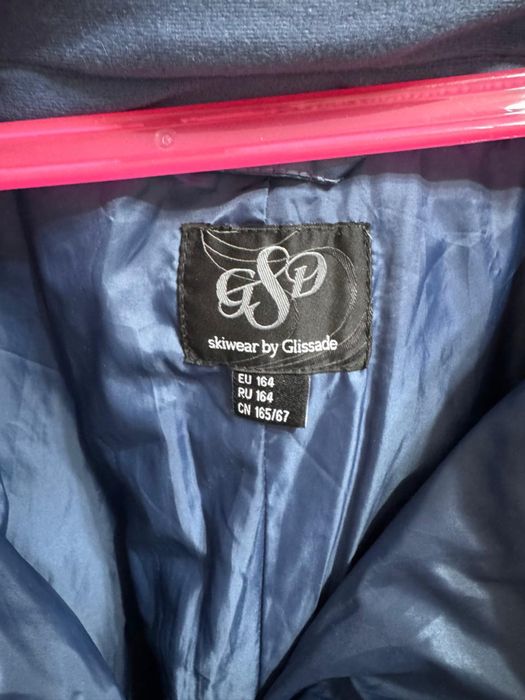 GSD
skiwear by Glissade
EU 164
RU 164
CN 165/67